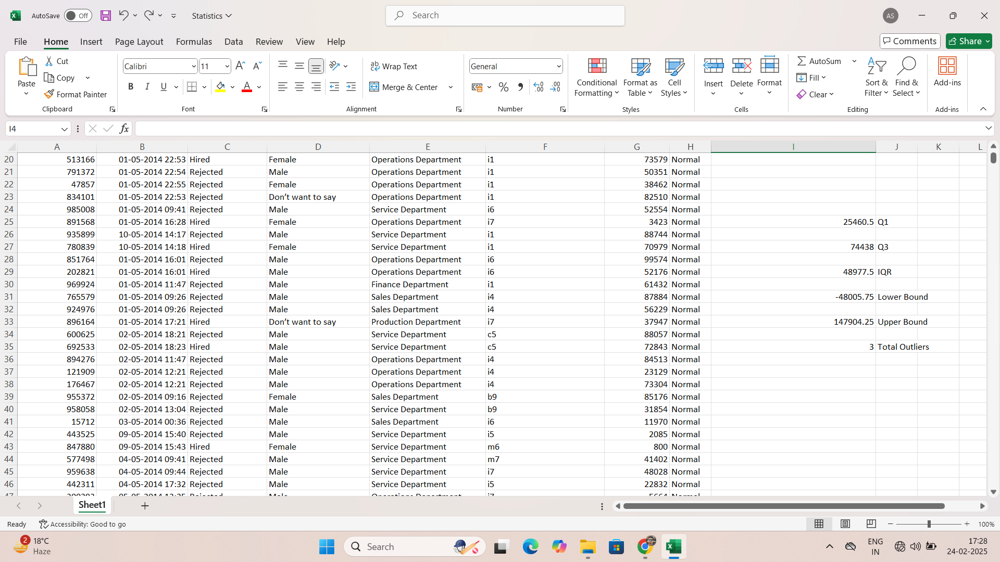 AutoSave Off Statistics Search AS
File Home Insert Page Layout Formulas Data Review View Help Comments Share
Paste Cut Copy Format Painter Clipboard
Calibri 11 B I U Font
Wrap Text Merge & Center Alignment
General % Number
Conditional Formatting Format as Table Cell Styles Styles
Insert Delete Format Cells
AutoSum Fill Clear Sort & Filter Find & Select Editing
Add-ins Add-ins
I4 fx
A B C D E F G H I J K L
20 513166 01-05-2014 22:53 Hired Female Operations Department i1 73579 Normal
21 791372 01-05-2014 22:54 Rejected Male Operations Department i1 50351 Normal
22 47857 01-05-2014 22:55 Rejected Female Operations Department i1 38462 Normal
23 834101 01-05-2014 22:53 Rejected Don’t want to say Operations Department i1 82510 Normal
24 985008 01-05-2014 09:41 Rejected Male Service Department i6 52554 Normal
25 891568 01-05-2014 16:28 Hired Female Operations Department i7 3423 Normal 25460.5 Q1
26 935899 10-05-2014 14:17 Rejected Male Service Department i1 88744 Normal
27 780839 10-05-2014 14:18 Hired Female Service Department i1 70979 Normal 74438 Q3
28 851764 01-05-2014 16:01 Rejected Male Operations Department i6 99574 Normal
29 202821 01-05-2014 16:01 Hired Male Operations Department i6 52176 Normal 48977.5 IQR
30 969924 01-05-2014 11:47 Rejected Male Finance Department i1 61432 Normal
31 765579 01-05-2014 09:26 Rejected Male Sales Department i4 87884 Normal -48005.75 Lower Bound
32 924976 01-05-2014 09:26 Rejected Male Sales Department i4 56229 Normal
33 896164 01-05-2014 17:21 Hired Don’t want to say Production Department i7 37947 Normal 147904.25 Upper Bound
34 600625 02-05-2014 18:21 Rejected Male Service Department c5 88057 Normal
35 692533 02-05-2014 18:23 Hired Male Service Department c5 72843 Normal 3 Total Outliers
36 894276 02-05-2014 11:47 Rejected Male Operations Department i4 84513 Normal
37 121909 02-05-2014 12:21 Rejected Male Operations Department i4 23129 Normal
38 176467 02-05-2014 12:21 Rejected Male Operations Department i4 73304 Normal
39 955372 02-05-2014 09:16 Rejected Female Sales Department b9 85176 Normal
40 958058 02-05-2014 13:04 Rejected Male Service Department b9 31854 Normal
41 15712 03-05-2014 00:36 Rejected Male Sales Department i6 11970 Normal
42 443525 09-05-2014 15:40 Rejected Male Service Department i5 2085 Normal
43 847880 09-05-2014 15:43 Hired Female Service Department m6 800 Normal
44 577498 04-05-2014 09:41 Rejected Male Service Department m7 41402 Normal
45 959638 04-05-2014 09:44 Rejected Male Service Department i7 48028 Normal
46 442311 04-05-2014 17:32 Rejected Male Service Department i5 22832 Normal
Sheet1
Ready Accessibility: Good to go 100%
2 18°C Haze Search ENG IN 17:28 24-02-2025